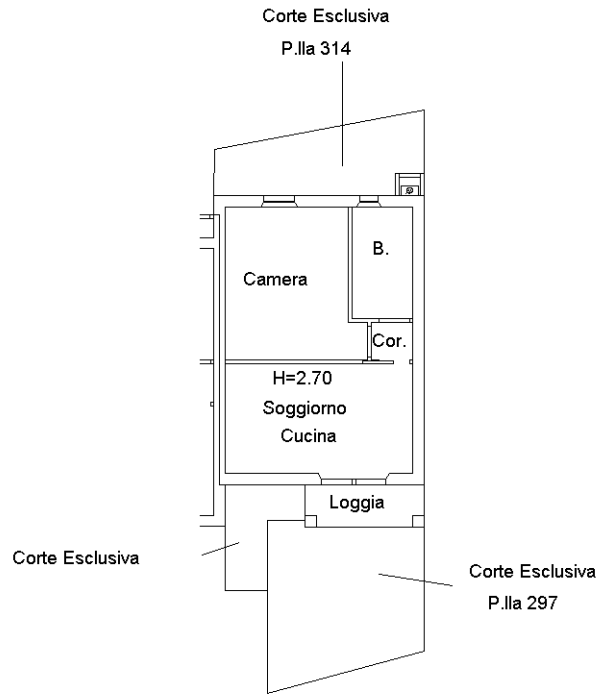 Corte Esclusiva
P.lla 314
B.
Camera
Cor.
H=2.70
Soggiorno
Cucina
Loggia
Corte Esclusiva
Corte Esclusiva
P.lla 297